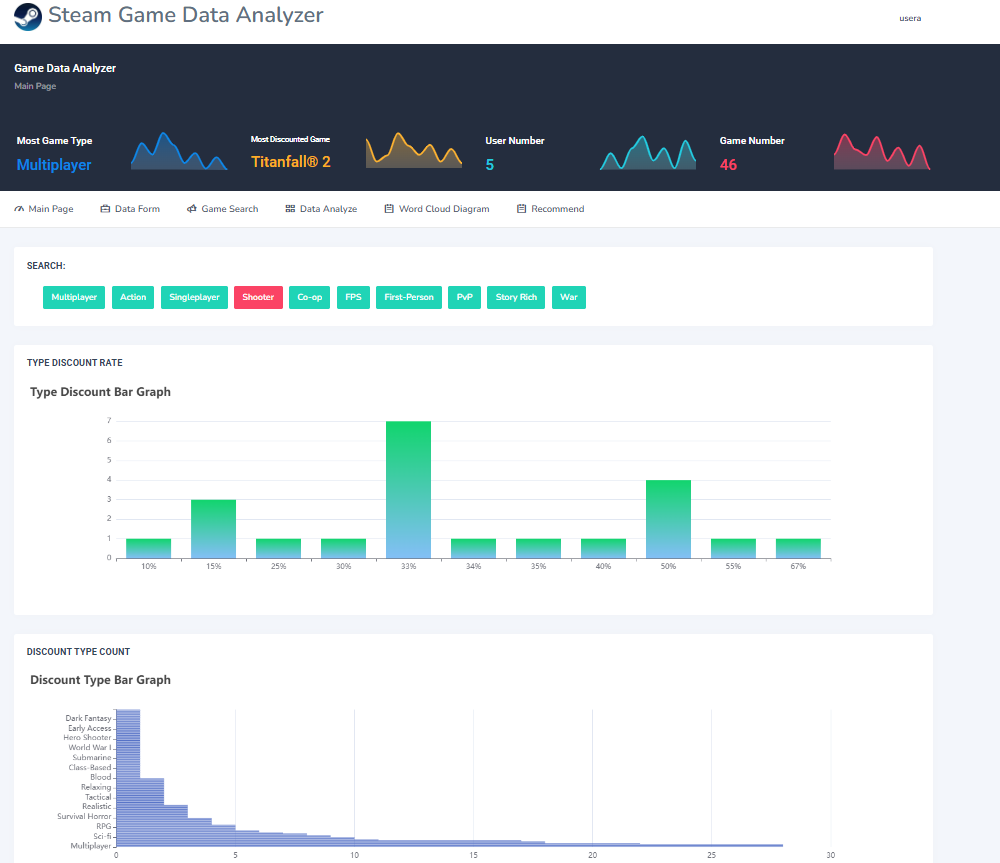 Steam Game Data Analyzer
usera
Game Data Analyzer
Main Page
Most Game Type
Multiplayer
Most Discounted Game
Titanfall® 2
User Number
5
Game Number
46
Main Page
Data Form
Game Search
Data Analyze
Word Cloud Diagram
Recommend
SEARCH:
Multiplayer
Action
Singleplayer
Shooter
Co-op
FPS
First-Person
PvP
Story Rich
War
TYPE DISCOUNT RATE
Type Discount Bar Graph
7
6
5
4
3
2
1
0
10% 15% 25% 30% 33% 34% 35% 40% 50% 55% 67%
DISCOUNT TYPE COUNT
Discount Type Bar Graph
Dark Fantasy
Early Access
Hero Shooter
World War I
Submarine
Class-Based
Blood
Relaxing
Tactical
Realistic
Survival Horror
RPG
Sci-fi
Multiplayer
0 5 10 15 20 25 30